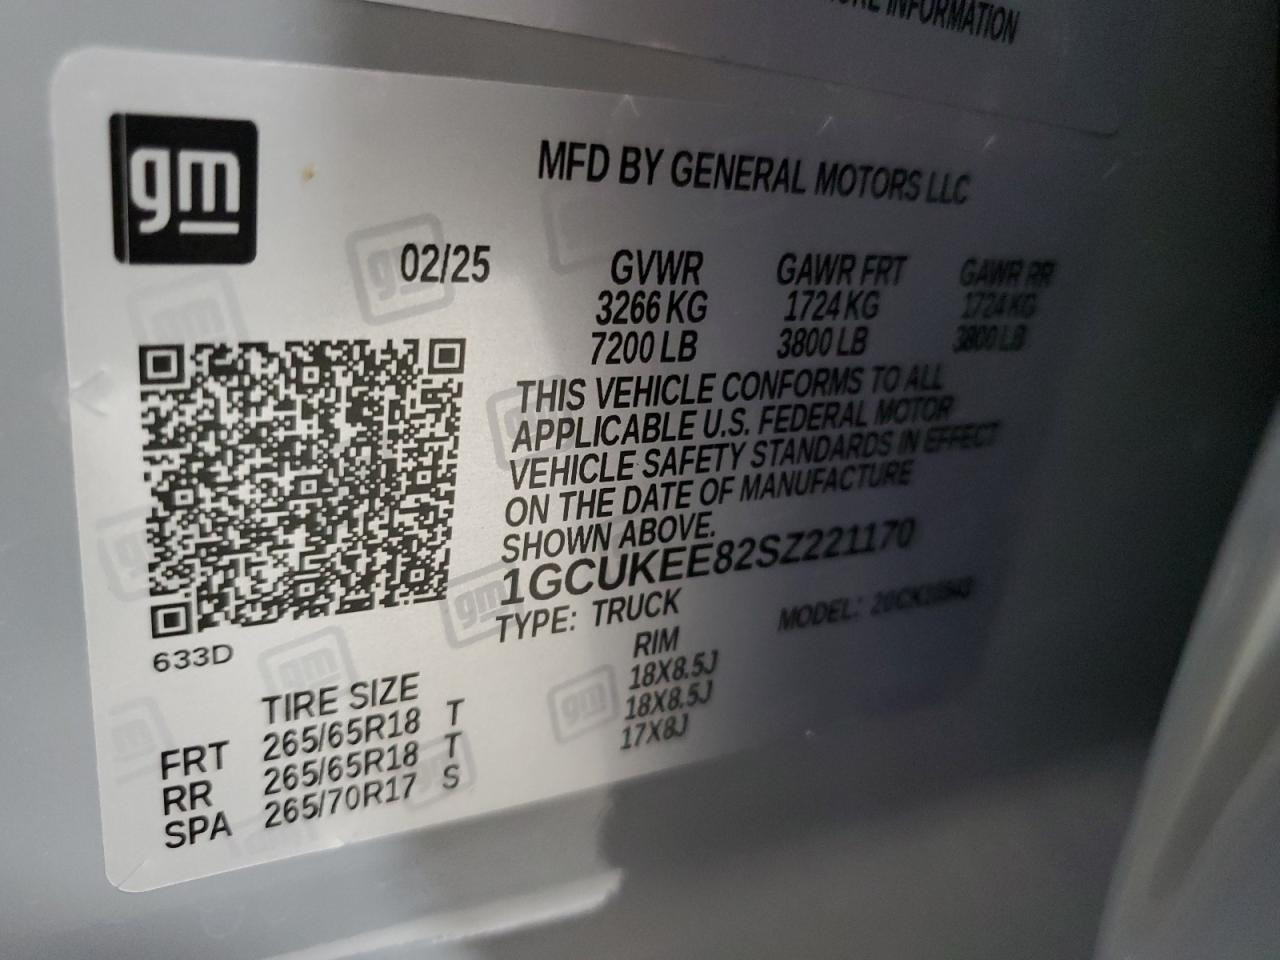 MORE INFORMATION
gm
MFD BY GENERAL MOTORS LLC
02/25
GVWR GAWR FRT GAWR RR
3266 KG 1724 KG 1724 KG
7200 LB 3800 LB 3800 LB
THIS VEHICLE CONFORMS TO ALL
APPLICABLE U.S. FEDERAL MOTOR
VEHICLE SAFETY STANDARDS IN EFFECT
ON THE DATE OF MANUFACTURE
SHOWN ABOVE.
1GCUKEE82SZ221170
TYPE: TRUCK MODEL:
633D
TIRE SIZE RIM
FRT 265/65R18 T 18X8.5J
RR 265/65R18 T 18X8.5J
SPA 265/70R17 S 17X8J